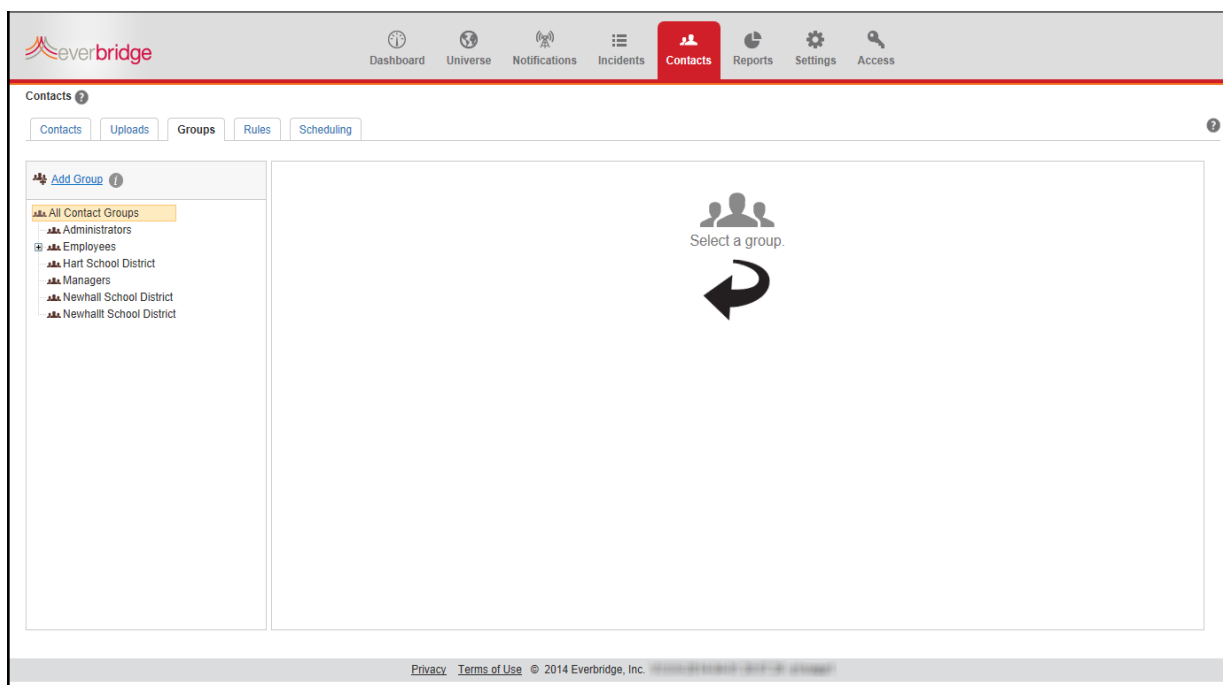 everbridge
Dashboard Universe Notifications Incidents Contacts Reports Settings Access
Contacts ?
Contacts Uploads Groups Rules Scheduling ?
Add Group i
All Contact Groups
Administrators
Employees
Hart School District
Managers
Newhall School District
Newhallt School District
Select a group.
Privacy Terms of Use © 2014 Everbridge, Inc.